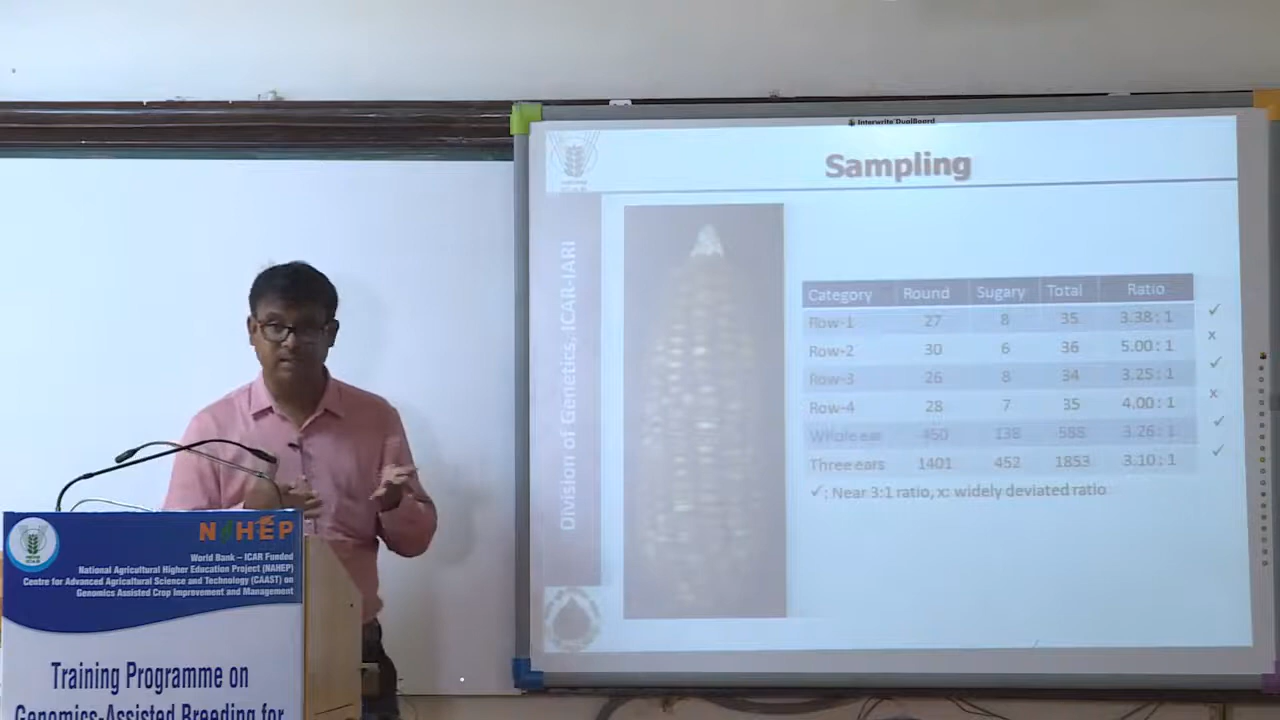 Interwrite DualBoard
Sampling
Division of Genetics, ICAR-IARI
Category Round Sugary Total Ratio
Row-1 27 8 35 3.38 : 1 ✓
Row-2 30 6 36 5.00 : 1 x
Row-3 26 8 34 3.25 : 1 ✓
Row-4 28 7 35 4.00 : 1 x
Whole ear 450 138 588 3.26 : 1 ✓
Three ears 1401 452 1853 3.10 : 1 ✓
✓: Near 3:1 ratio, x: widely deviated ratio
NAHEP
World Bank – ICAR Funded
National Agricultural Higher Education Project (NAHEP)
Centre for Advanced Agricultural Science and Technology (CAAST) on
Genomics Assisted Crop Improvement and Management
Training Programme on
Genomics-Assisted Breeding for